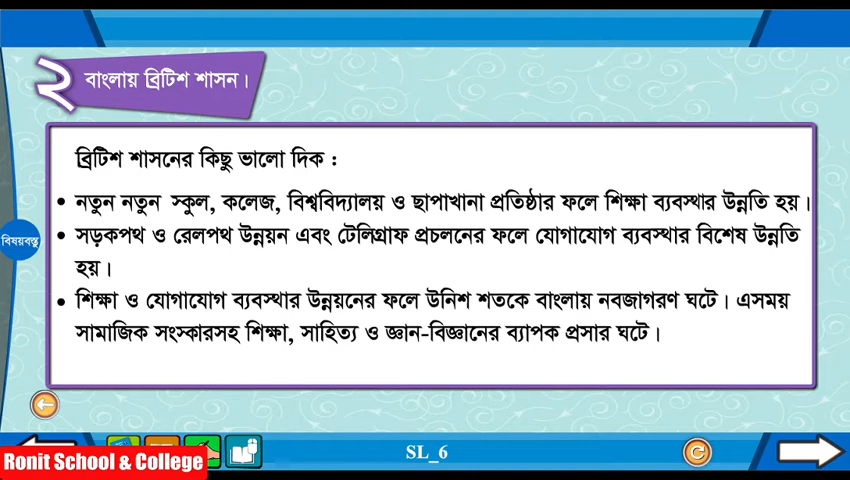 ২ বাংলায় ব্রিটিশ শাসন।
ব্রিটিশ শাসনের কিছু ভালো দিক :
• নতুন নতুন স্কুল, কলেজ, বিশ্ববিদ্যালয় ও ছাপাখানা প্রতিষ্ঠার ফলে শিক্ষা ব্যবস্থার উন্নতি হয়।
• সড়কপথ ও রেলপথ উন্নয়ন এবং টেলিগ্রাফ প্রচলনের ফলে যোগাযোগ ব্যবস্থার বিশেষ উন্নতি
হয়।
• শিক্ষা ও যোগাযোগ ব্যবস্থার উন্নয়নের ফলে উনিশ শতকে বাংলায় নবজাগরণ ঘটে। এসময়
সামাজিক সংস্কারসহ শিক্ষা, সাহিত্য ও জ্ঞান-বিজ্ঞানের ব্যাপক প্রসার ঘটে।
বিষয়বস্তু
SL_6
Ronit School & College